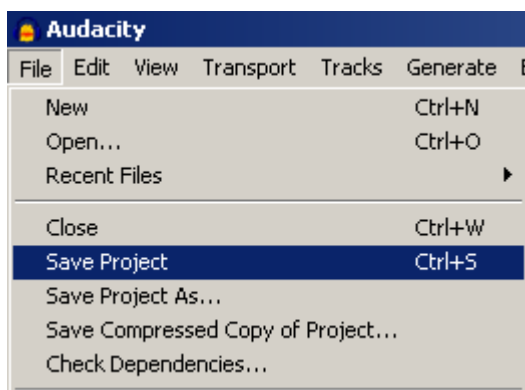 Audacity
File Edit View Transport Tracks Generate
New Ctrl+N
Open... Ctrl+O
Recent Files
Close Ctrl+W
Save Project Ctrl+S
Save Project As...
Save Compressed Copy of Project...
Check Dependencies...